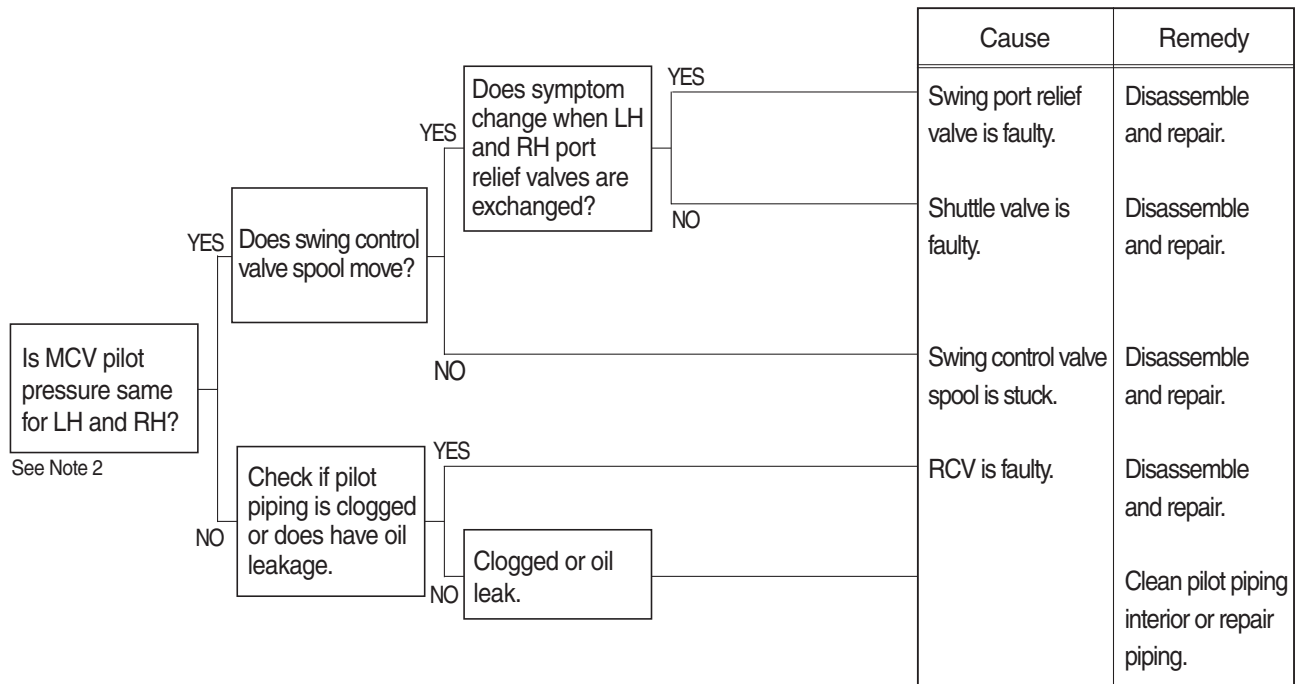 Cause
Remedy
YES
Does symptom
change when LH
and RH port
relief valves are
exchanged?
YES
Swing port relief
valve is faulty.
Disassemble
and repair.
NO
Shuttle valve is
faulty.
Disassemble
and repair.
YES
Does swing control
valve spool move?
NO
Swing control valve
spool is stuck.
Disassemble
and repair.
Is MCV pilot
pressure same
for LH and RH?
See Note 2
NO
Check if pilot
piping is clogged
or does have oil
leakage.
YES
RCV is faulty.
Disassemble
and repair.
NO
Clogged or oil
leak.
Clean pilot piping
interior or repair
piping.